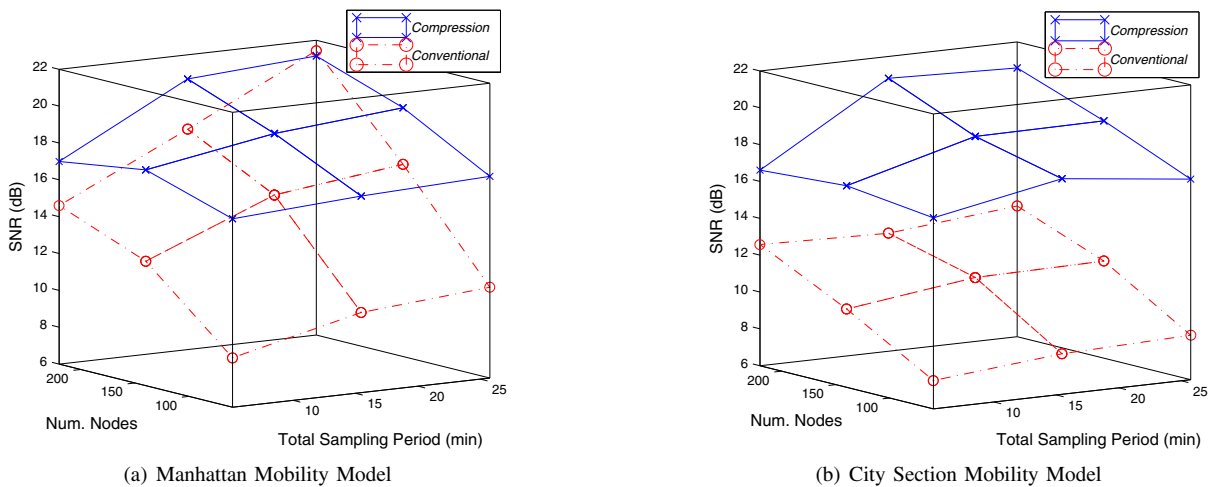 Compression
Conventional
22
20
18
16
14
12
10
8
6
SNR (dB)
200
150
100
Num. Nodes
10
15
20
25
Total Sampling Period (min)
(a) Manhattan Mobility Model
Compression
Conventional
22
20
18
16
14
12
10
8
6
SNR (dB)
200
150
100
Num. Nodes
10
15
20
25
Total Sampling Period (min)
(b) City Section Mobility Model